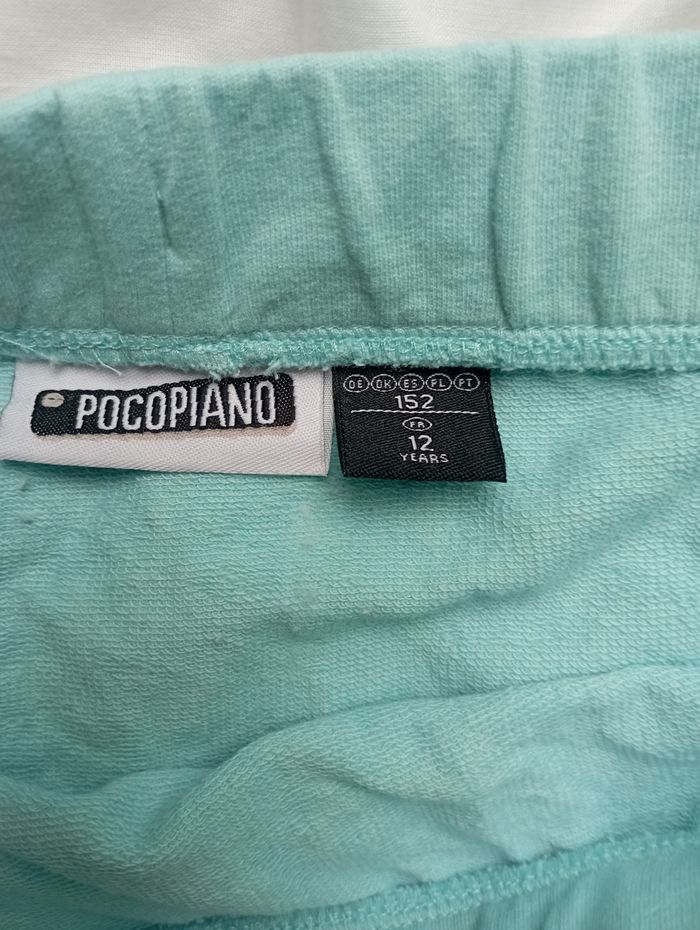 POCOPIANO
DE DK ES PL PT
152
FR
12
YEARS